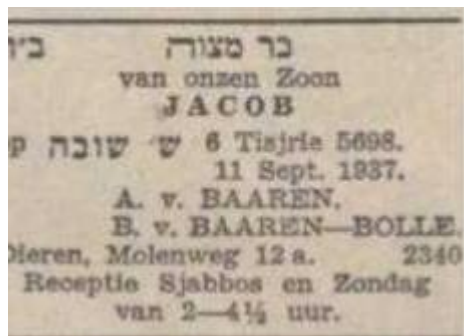 בר מצוה ב״ה
van onzen Zoon
JACOB
ש׳ שובה 6 Tisjrie 5698.
11 Sept. 1937.
A. v. BAAREN.
B. v. BAAREN—BOLLE.
Dieren, Molenweg 12 a. 2340
Receptie Sjabbos en Zondag
van 2—4½ uur.